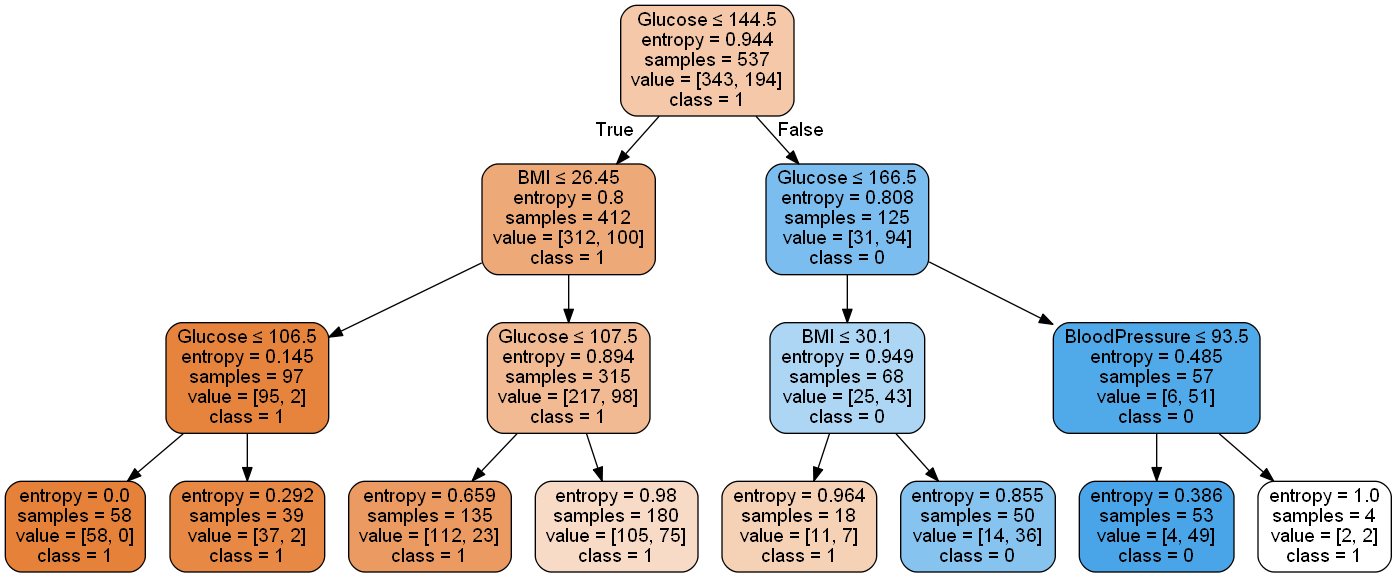 Glucose ≤ 144.5
entropy = 0.944
samples = 537
value = [343, 194]
class = 1
True
False
BMI ≤ 26.45
entropy = 0.8
samples = 412
value = [312, 100]
class = 1
Glucose ≤ 166.5
entropy = 0.808
samples = 125
value = [31, 94]
class = 0
Glucose ≤ 106.5
entropy = 0.145
samples = 97
value = [95, 2]
class = 1
Glucose ≤ 107.5
entropy = 0.894
samples = 315
value = [217, 98]
class = 1
BMI ≤ 30.1
entropy = 0.949
samples = 68
value = [25, 43]
class = 0
BloodPressure ≤ 93.5
entropy = 0.485
samples = 57
value = [6, 51]
class = 0
entropy = 0.0
samples = 58
value = [58, 0]
class = 1
entropy = 0.292
samples = 39
value = [37, 2]
class = 1
entropy = 0.659
samples = 135
value = [112, 23]
class = 1
entropy = 0.98
samples = 180
value = [105, 75]
class = 1
entropy = 0.964
samples = 18
value = [11, 7]
class = 1
entropy = 0.855
samples = 50
value = [14, 36]
class = 0
entropy = 0.386
samples = 53
value = [4, 49]
class = 0
entropy = 1.0
samples = 4
value = [2, 2]
class = 1